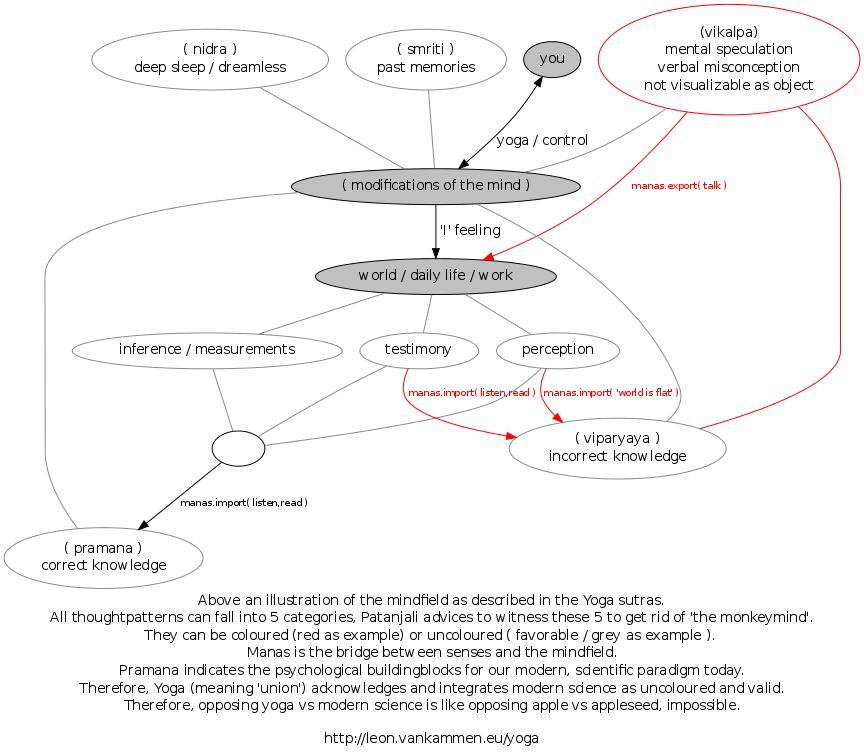 ( nidra )
deep sleep / dreamless
( smriti )
past memories
you
(vikalpa)
mental speculation
verbal misconception
not visualizable as object
yoga / control
( modifications of the mind )
manas.export( talk )
'I' feeling
world / daily life / work
inference / measurements
testimony
perception
manas.import( listen,read )
manas.import( 'world is flat' )
( viparyaya )
incorrect knowledge
manas.import( listen,read )
( pramana )
correct knowledge
Above an illustration of the mindfield as described in the Yoga sutras.
All thoughtpatterns can fall into 5 categories, Patanjali advices to witness these 5 to get rid of 'the monkeymind'.
They can be coloured (red as example) or uncoloured ( favorable / grey as example ).
Manas is the bridge between senses and the mindfield.
Pramana indicates the psychological buildingblocks for our modern, scientific paradigm today.
Therefore, Yoga (meaning 'union') acknowledges and integrates modern science as uncoloured and valid.
Therefore, opposing yoga vs modern science is like opposing apple vs appleseed, impossible.
http://leon.vankammen.eu/yoga